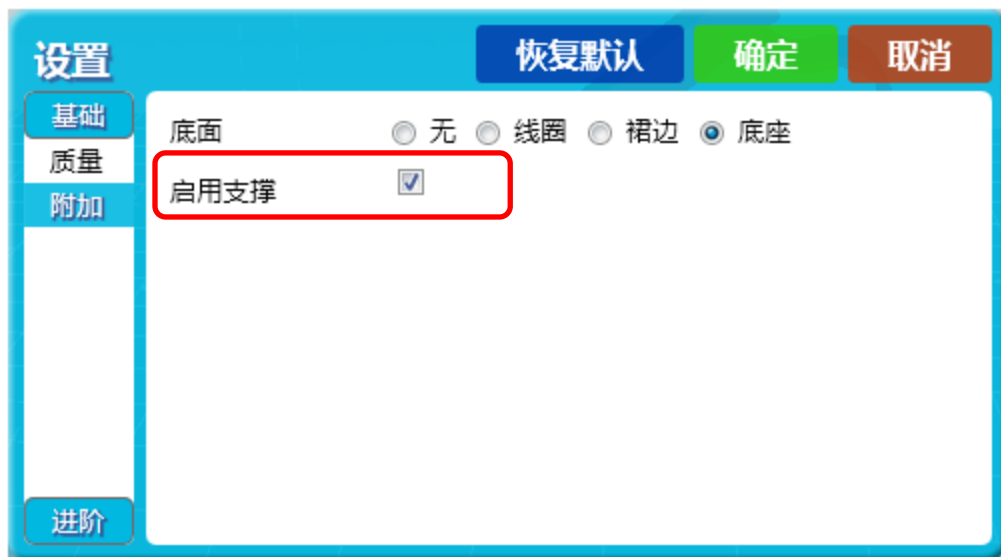 设置 恢复默认 确定 取消
基础
质量
附加
进阶
底面 无 线圈 裙边 底座
启用支撑